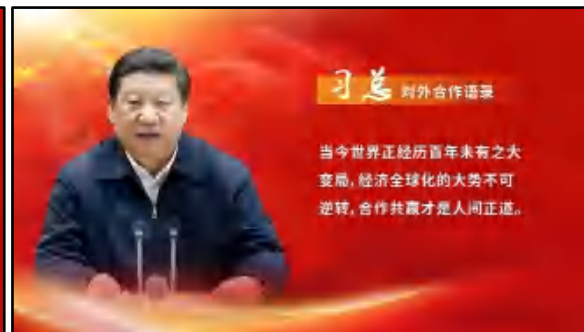 习总 对外合作语录
当今世界正经历百年未有之大
变局，经济全球化的大势不可
逆转，合作共赢才是人间正道。